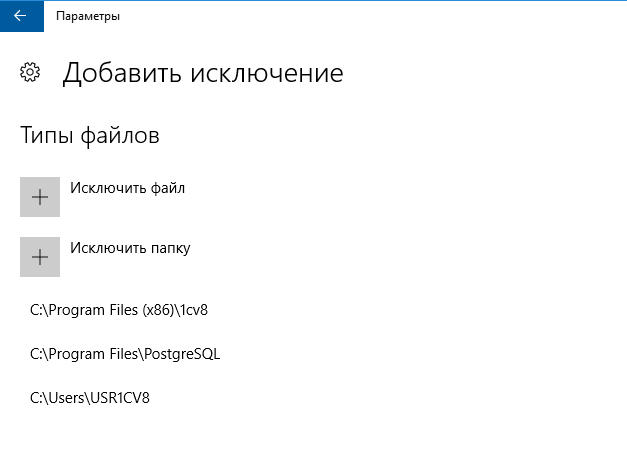 Параметры
Добавить исключение
Типы файлов
Исключить файл
Исключить папку
C:\Program Files (x86)\1cv8
C:\Program Files\PostgreSQL
C:\Users\USR1CV8